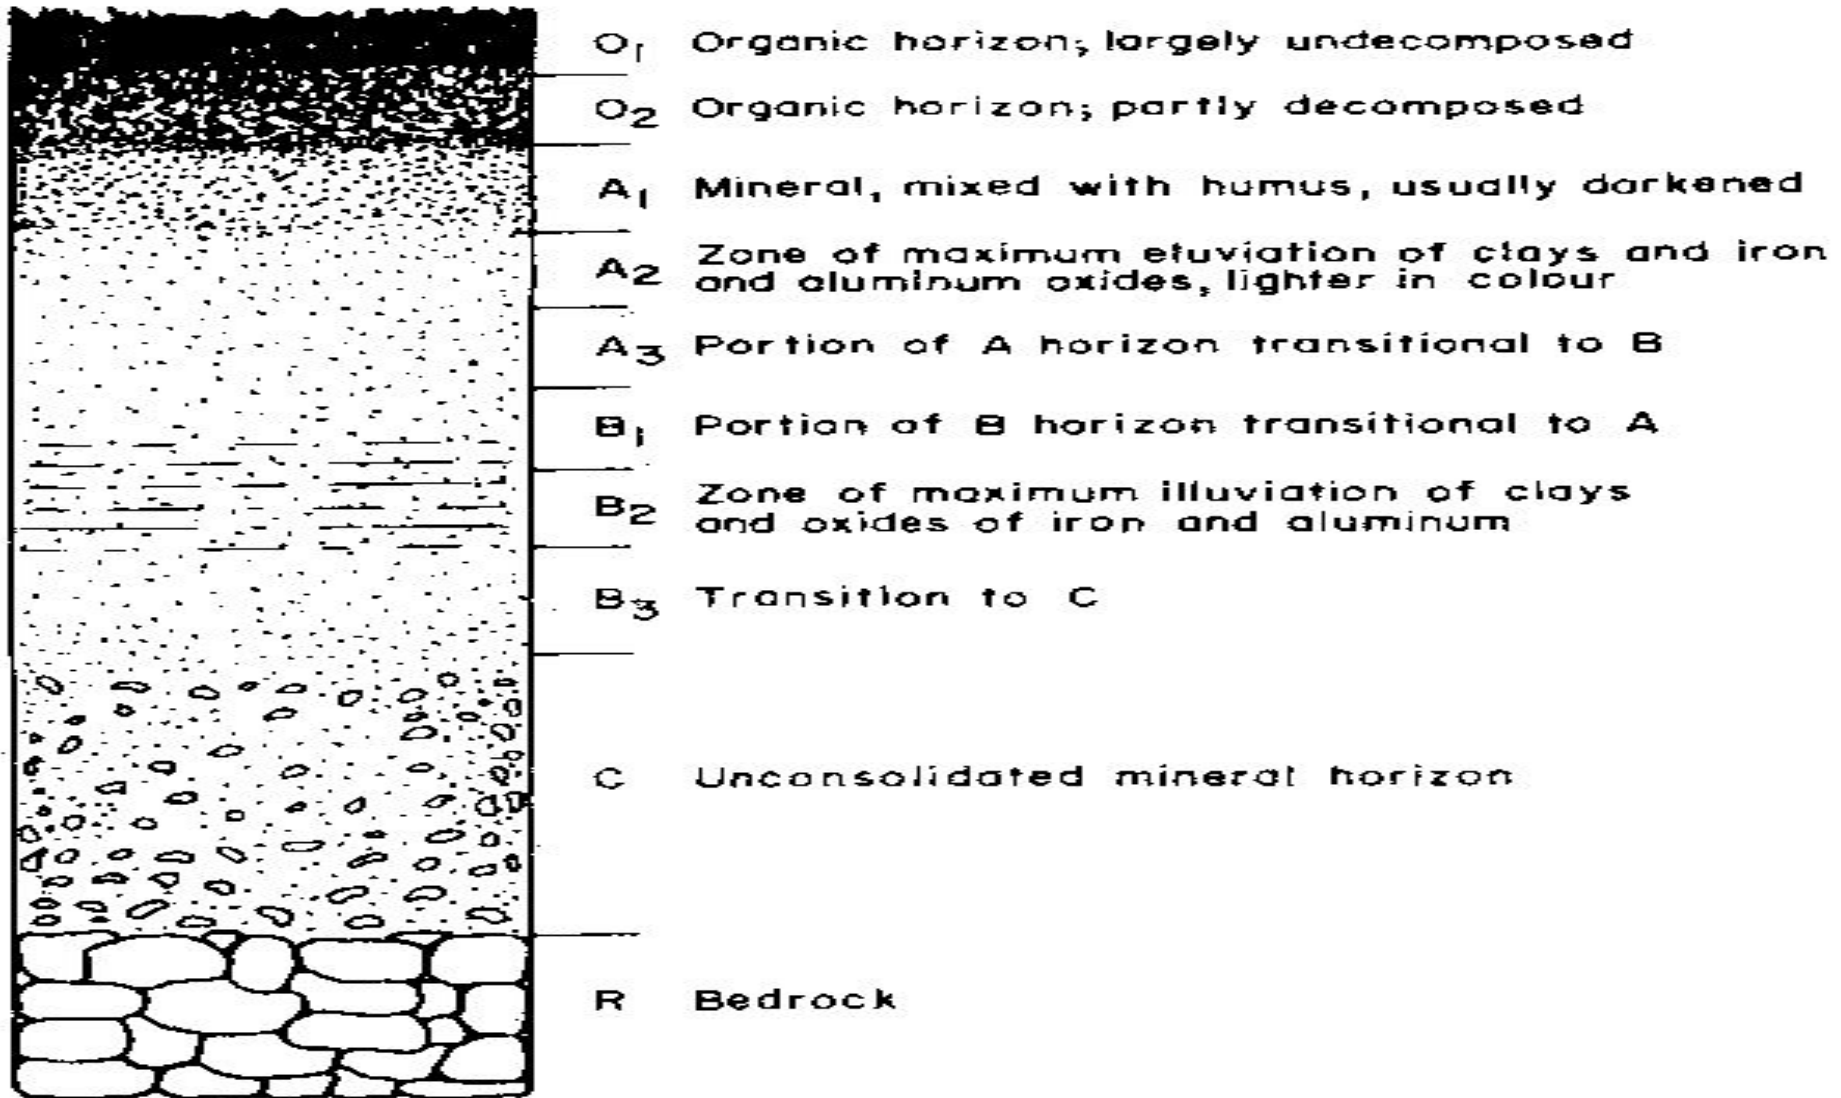 O1 Organic horizon; largely undecomposed
O2 Organic horizon; partly decomposed
A1 Mineral, mixed with humus, usually darkened
A2 Zone of maximum eluviation of clays and iron
and aluminum oxides, lighter in colour
A3 Portion of A horizon transitional to B
B1 Portion of B horizon transitional to A
B2 Zone of maximum illuviation of clays
and oxides of iron and aluminum
B3 Transition to C
C Unconsolidated mineral horizon
R Bedrock